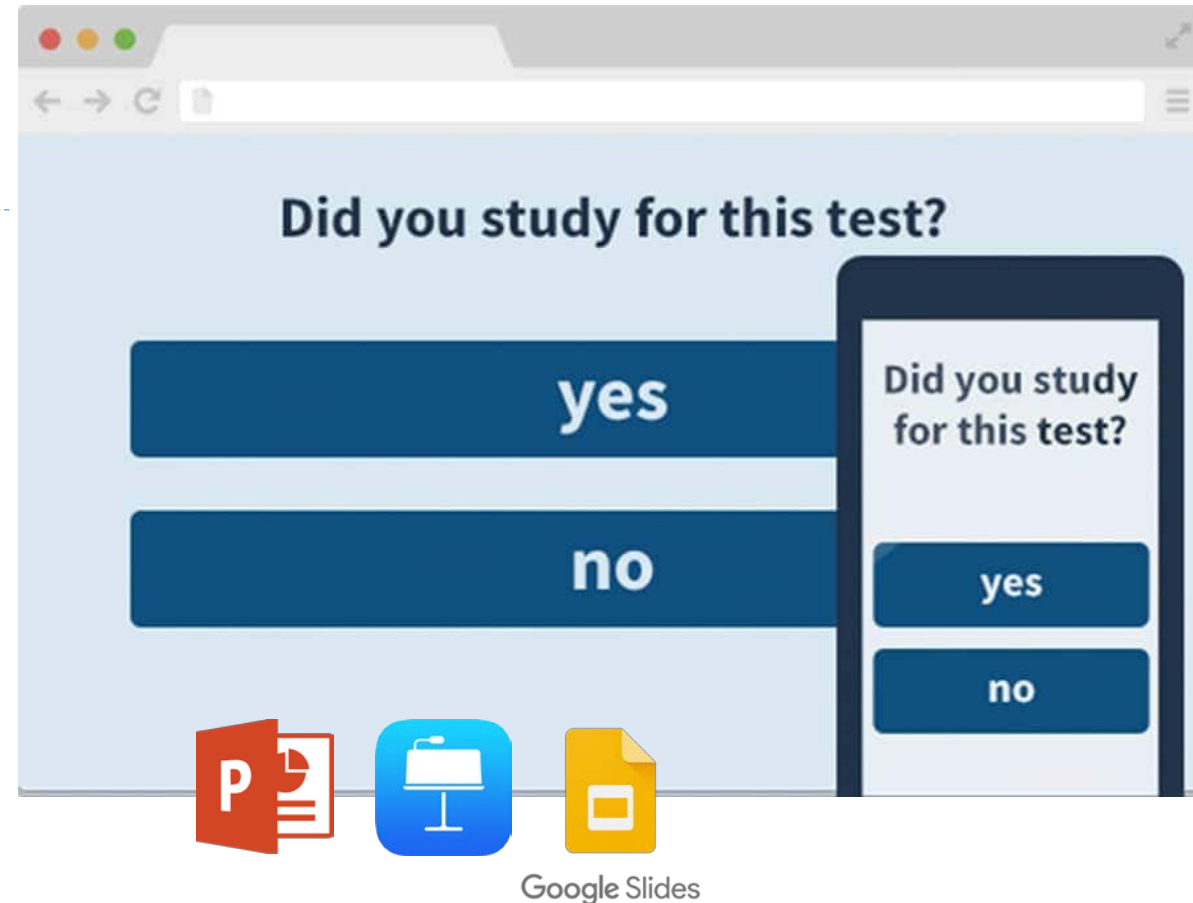 Did you study for this test?
yes
no
Did you study
for this test?
yes
no
P
Google Slides